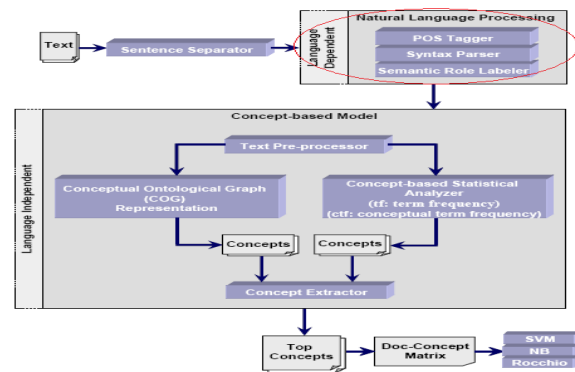 Natural Language Processing
Text
Sentence Separator
Language
Dependent
POS Tagger
Syntax Parser
Semantic Role Labeler
Concept-based Model
Language Independent
Text Pre-processor
Conceptual Ontological Graph
(COG)
Representation
Concept-based Statistical
Analyzer
(tf: term frequency)
(ctf: conceptual term frequency)
Concepts
Concepts
Concept Extractor
Top
Concepts
Doc-Concept
Matrix
SVM
NB
Rocchio